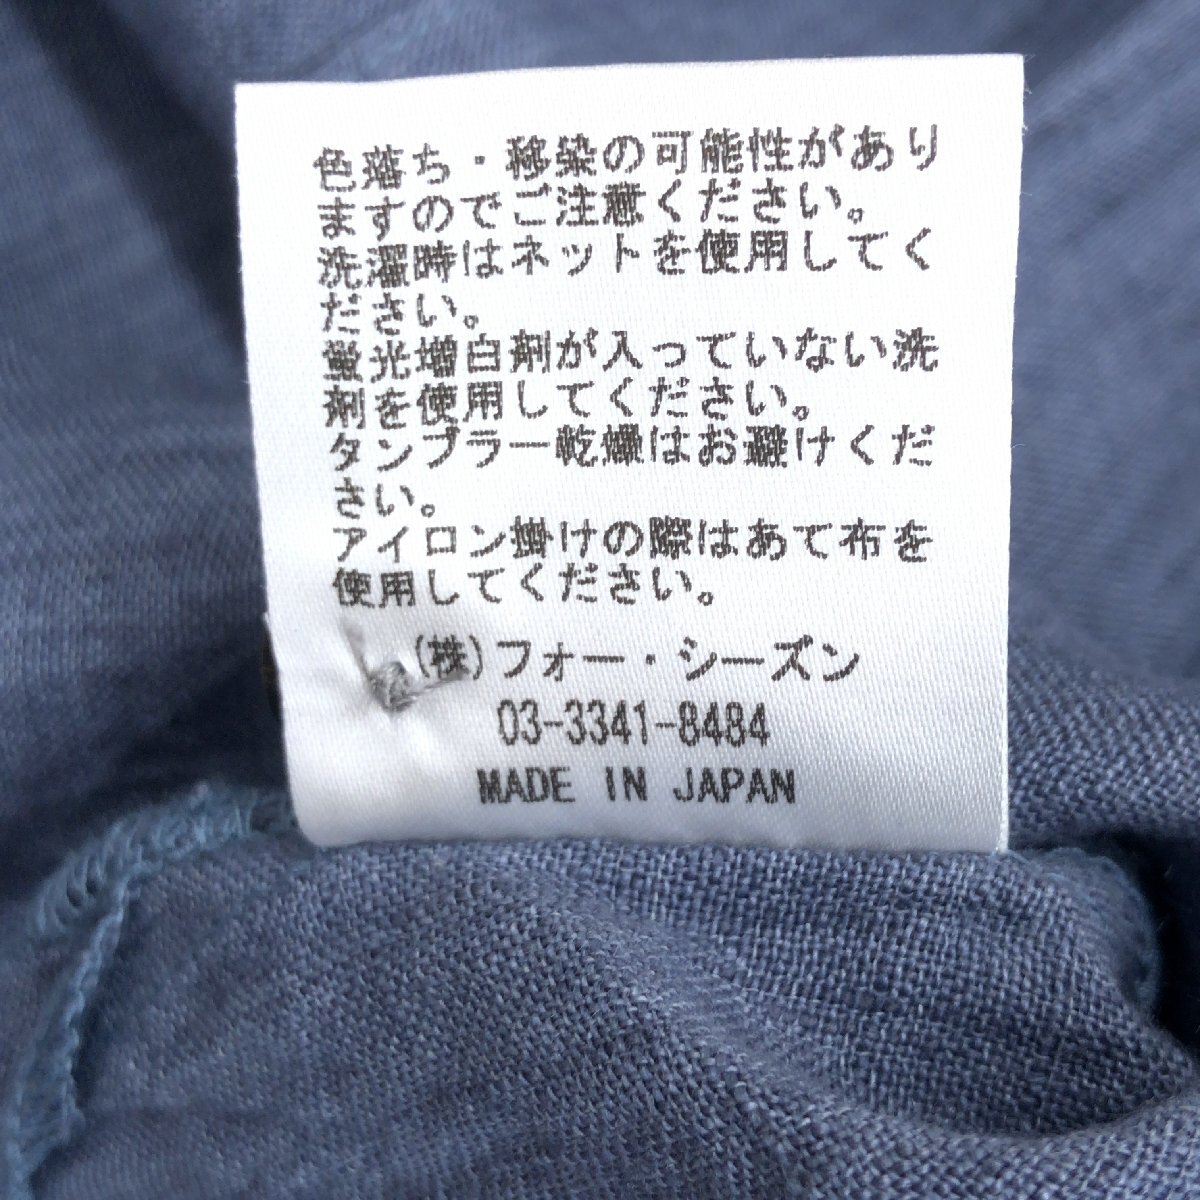 色落ち・移染の可能性があり
ますのでご注意ください。
洗濯時はネットを使用してく
ださい。
蛍光増白剤が入っていない洗
剤を使用してください。
タンブラー乾燥はお避けくだ
さい。
アイロン掛けの際はあて布を
使用してください。
(株)フォー・シーズン
03-3341-8484
MADE IN JAPAN